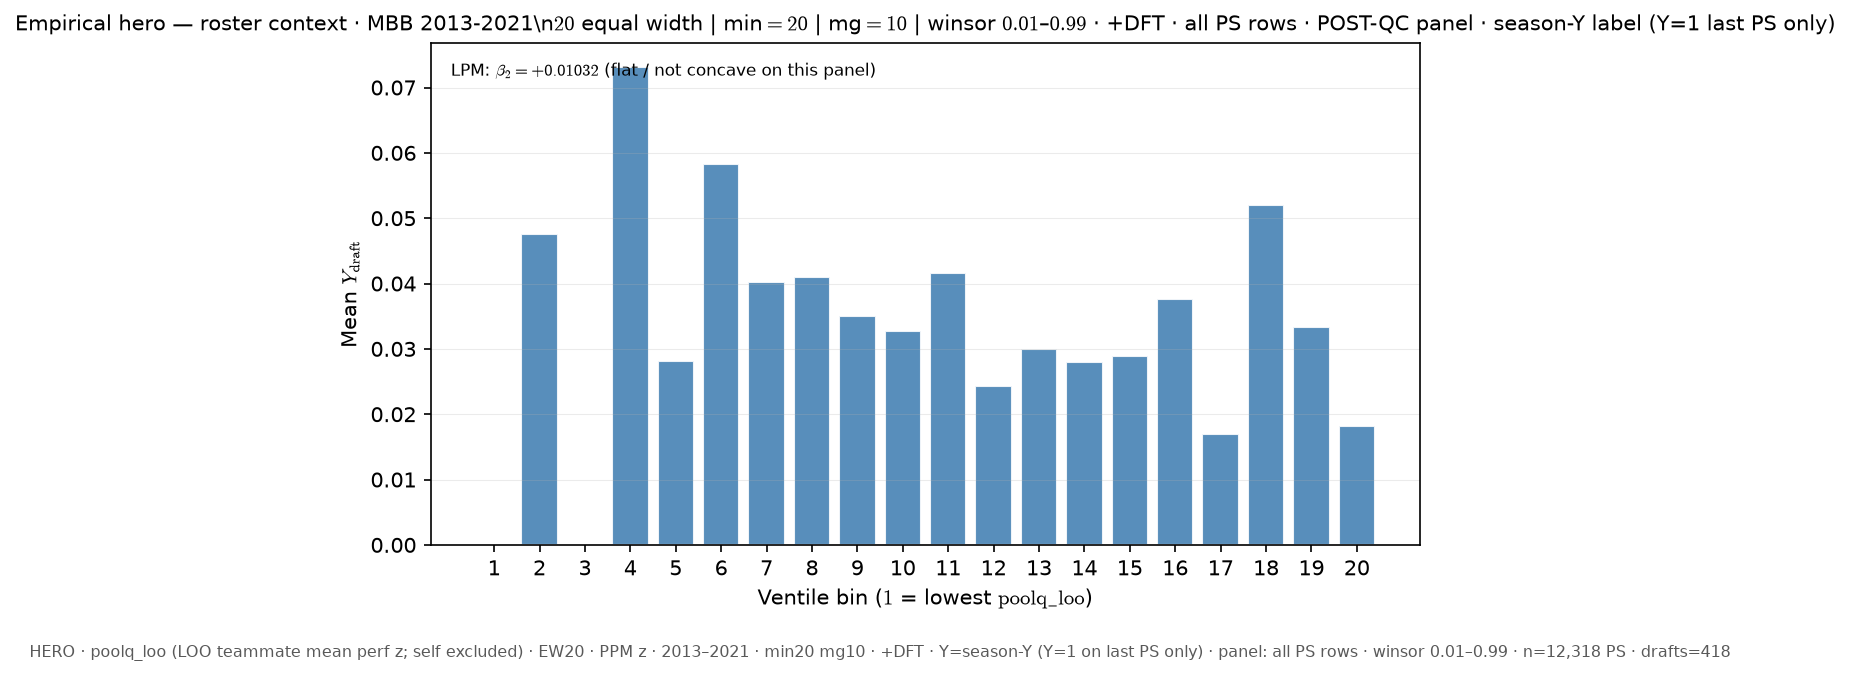 Empirical hero — roster context · MBB 2013-2021\n20 equal width | min = 20 | mg = 10 | winsor 0.01–0.99 · +DFT · all PS rows · POST-QC panel · season-Y label (Y=1 last PS only)
LPM: β₂ = +0.01032 (flat / not concave on this panel)
0.07
0.06
0.05
0.04
0.03
0.02
0.01
0.00
Mean Y_draft
1 2 3 4 5 6 7 8 9 10 11 12 13 14 15 16 17 18 19 20
Ventile bin (1 = lowest poolq_loo)
HERO · poolq_loo (LOO teammate mean perf z; self excluded) · EW20 · PPM z · 2013–2021 · min20 mg10 · +DFT · Y=season-Y (Y=1 on last PS only) · panel: all PS rows · winsor 0.01–0.99 · n=12,318 PS · drafts=418